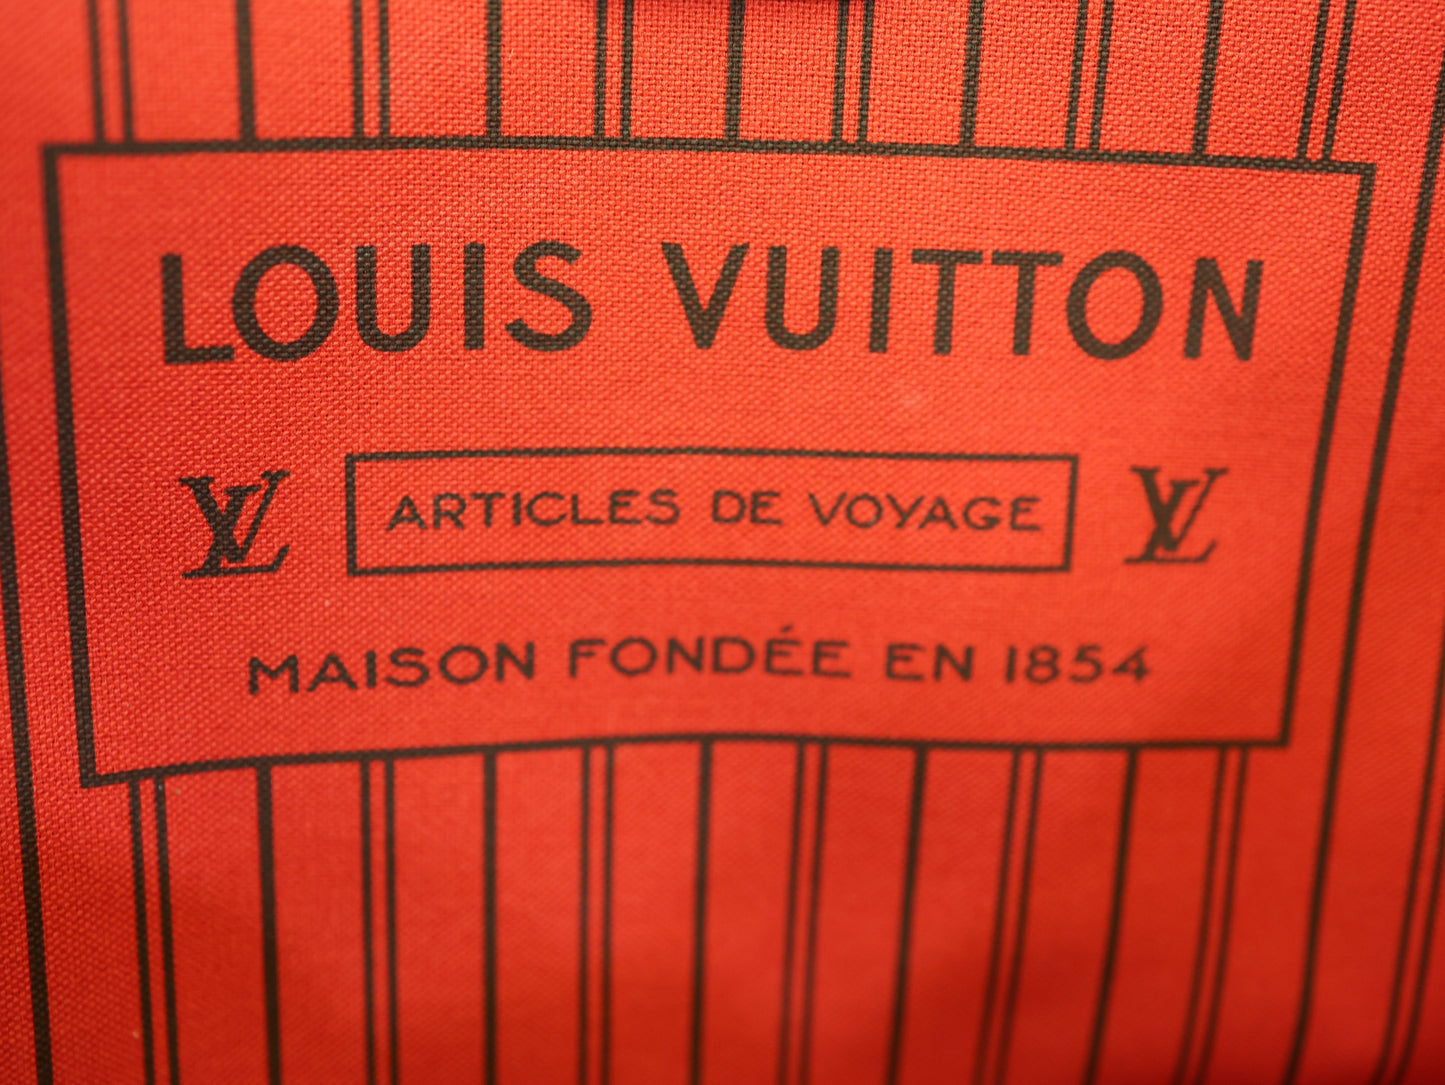 LOUIS VUITTON
LV ARTICLES DE VOYAGE LV
MAISON FONDÉE EN 1854